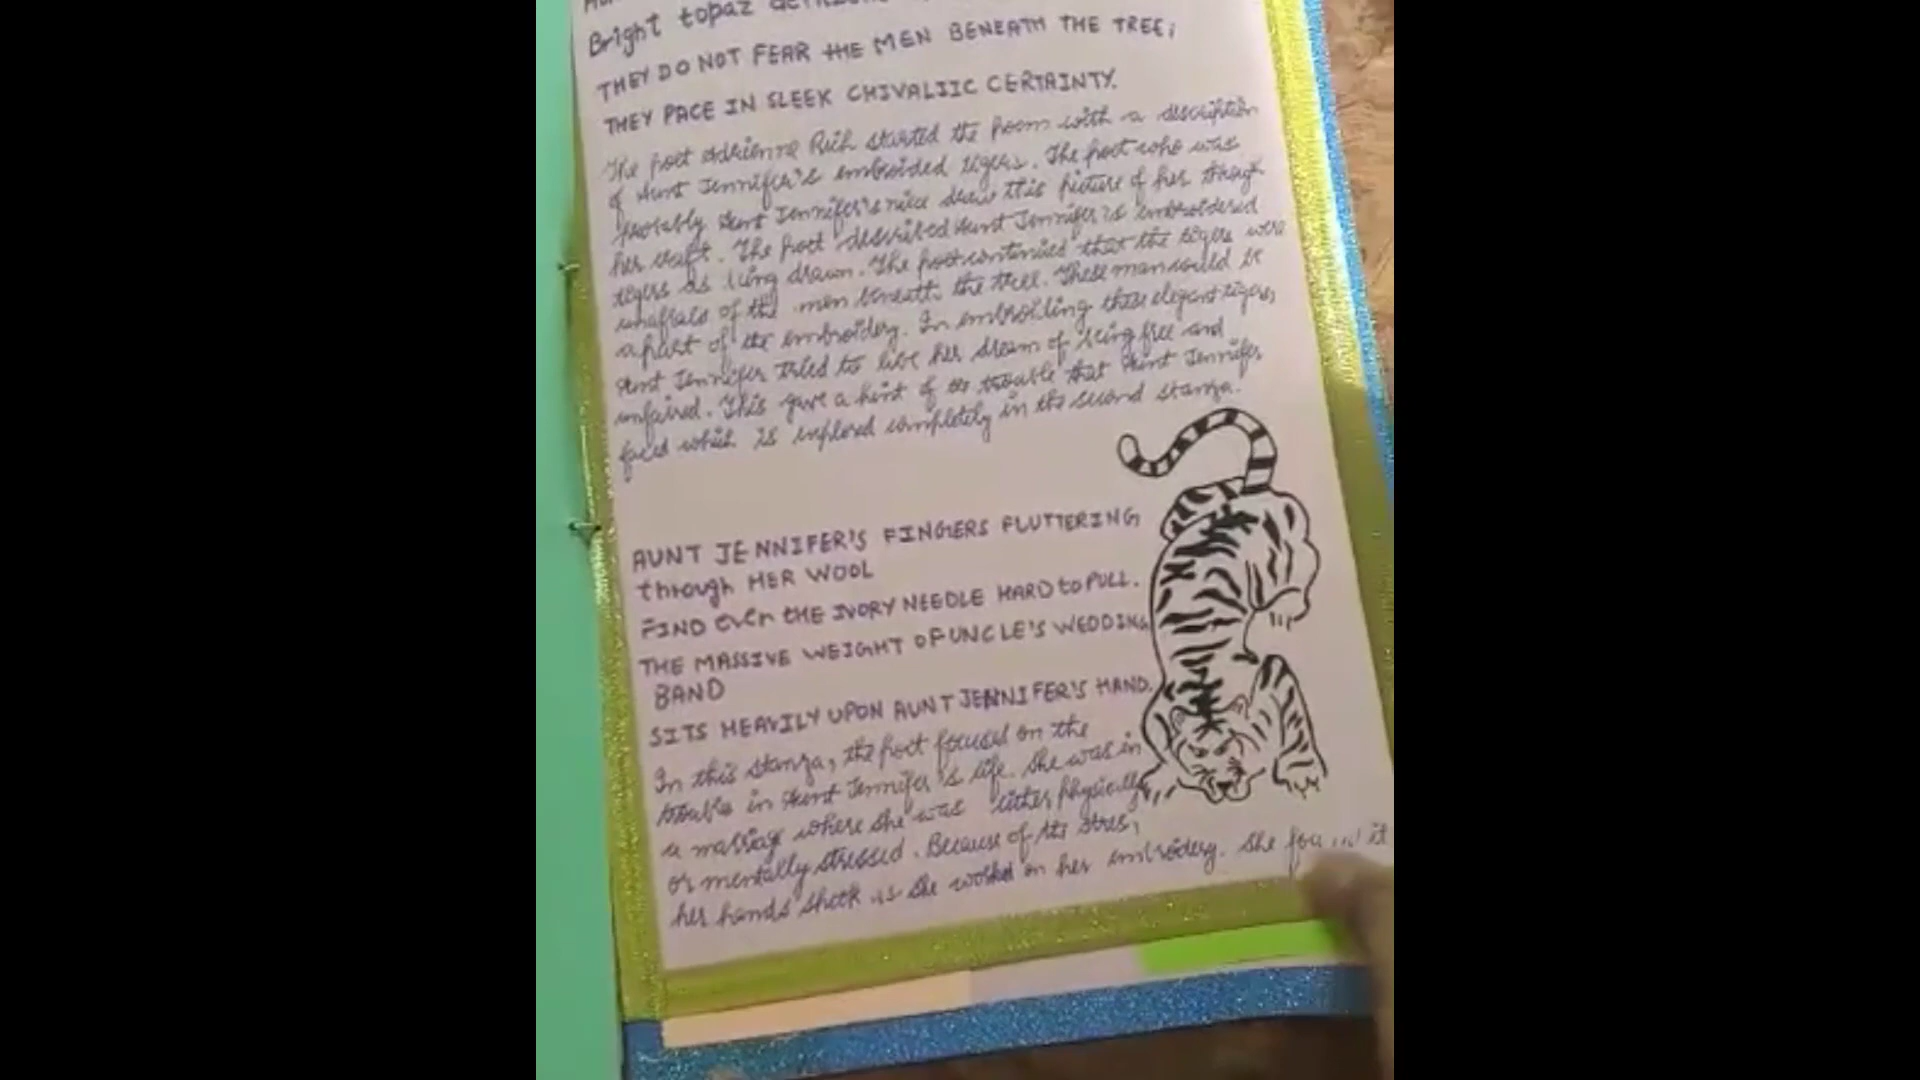 Bright topaz
THEY DO NOT FEAR tHE MEN BENEATH THE TREE;
THEY PACE IN SLEEK CHIVALIIC CERTAINTY.
The poet Adrienne Rich started the poem with a description
of Aunt Jennifer's embroided tigers. The poet who was
probably Aunt Jennifer's niece draw this picture of her though
her craft. The poet described Aunt Jennifer's embroidered
tigers as being drawn. The poet continued that the tigers were
unafraid of the men beneath the tree. These man would be
a part of the embroidery. In embroiding these elegant tigers,
Aunt Jennifer tried to live her dream of being free and
. This gave a hint of the trouble that Aunt Jennifer
faced which is explored completely in the second stanza.
AUNT JENNIFER'S FINGERS FLUTTERING
through HER WOOL
FIND even tHE IVORY NEEDLE HARD to PULL.
THE MASSIVE WEIGHT OF UNCLE'S WEDDING
BAND
SITS HEAVILY UPON AUNT JENNIFER'S HAND.
In this stanza, the poet focused on the
trouble in Aunt Jennifer's life. She was in
a marriage where she was either physically
or mentally stressed. Because of the stress,
her hands shook as she worked on her embroidery. She found it